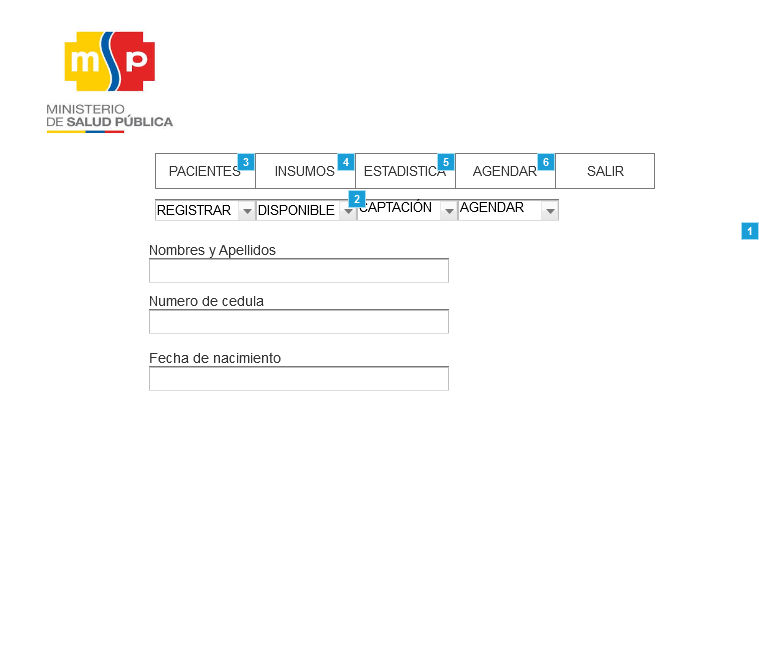 msp
MINISTERIO
DE SALUD PÚBLICA
PACIENTES 3 INSUMOS 4 ESTADISTICA 5 AGENDAR 6 SALIR
REGISTRAR DISPONIBLE 2 CAPTACIÓN AGENDAR
1
Nombres y Apellidos
Numero de cedula
Fecha de nacimiento